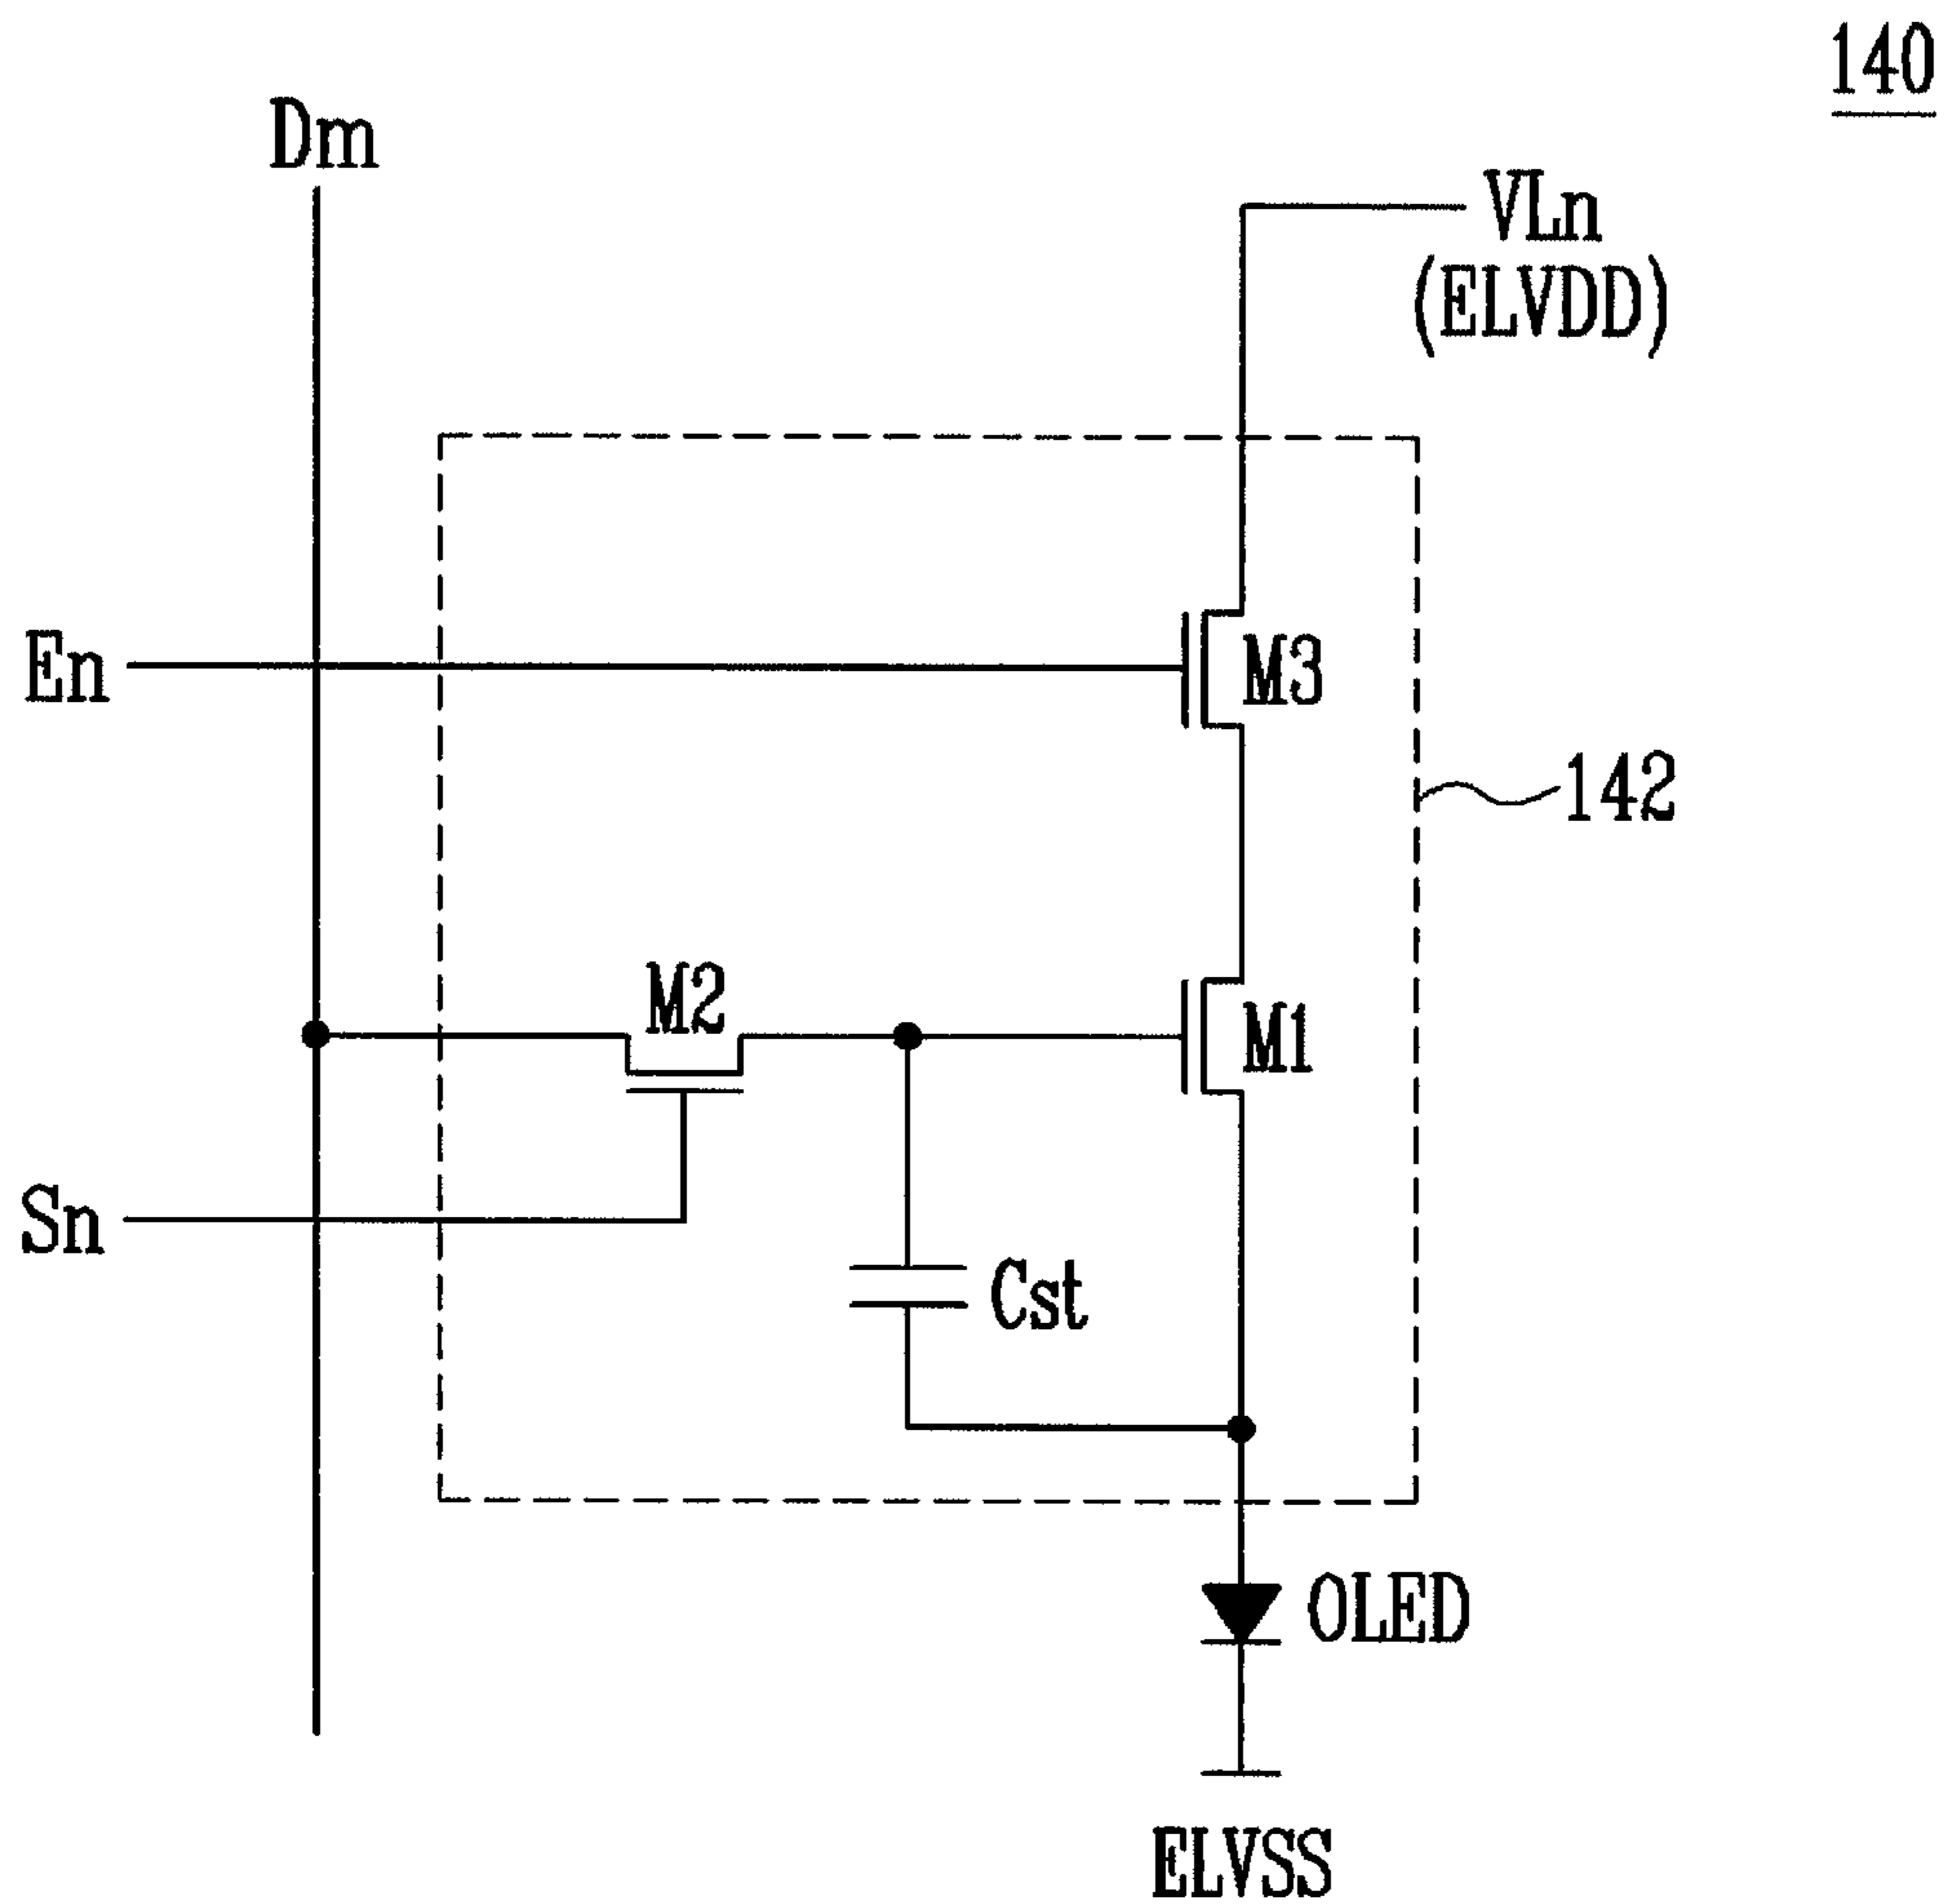 140
Dm
VLn
(ELVDD)
En
M3
142
M2
M1
Sn
Cst
OLED
ELVSS